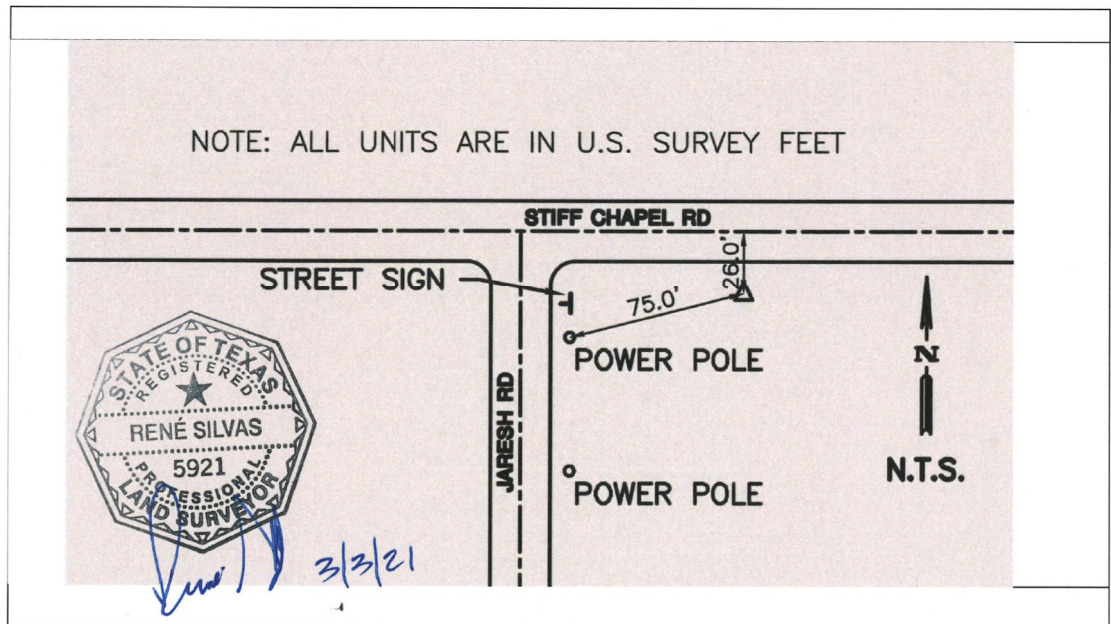 NOTE: ALL UNITS ARE IN U.S. SURVEY FEET
STIFF CHAPEL RD
STREET SIGN
26.0'
75.0'
POWER POLE
JARESH RD
POWER POLE
N
N.T.S.
STATE OF TEXAS
REGISTERED
RENÉ SILVAS
5921
PROFESSIONAL
LAND SURVEYOR
3/3/21